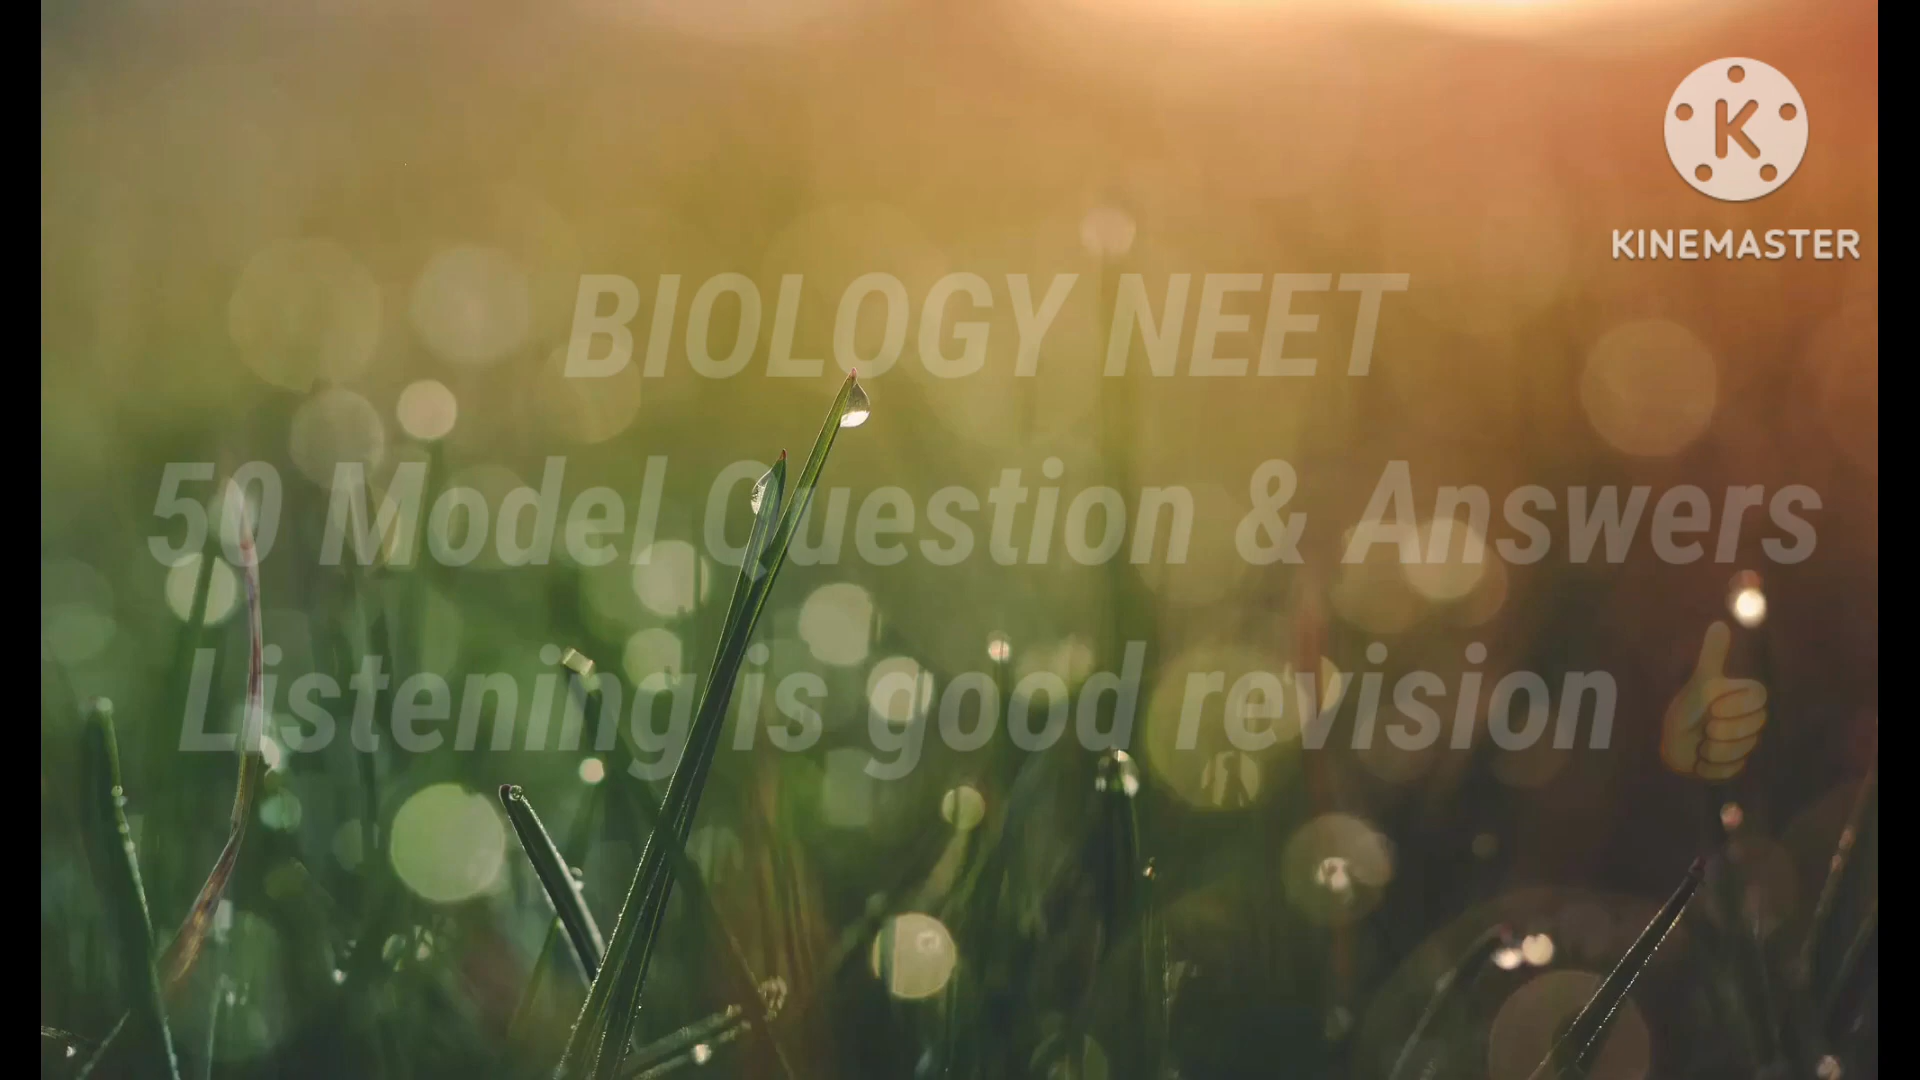 K
KINEMASTER
BIOLOGY NEET
50 Model Question & Answers
Listening is good revision 👍